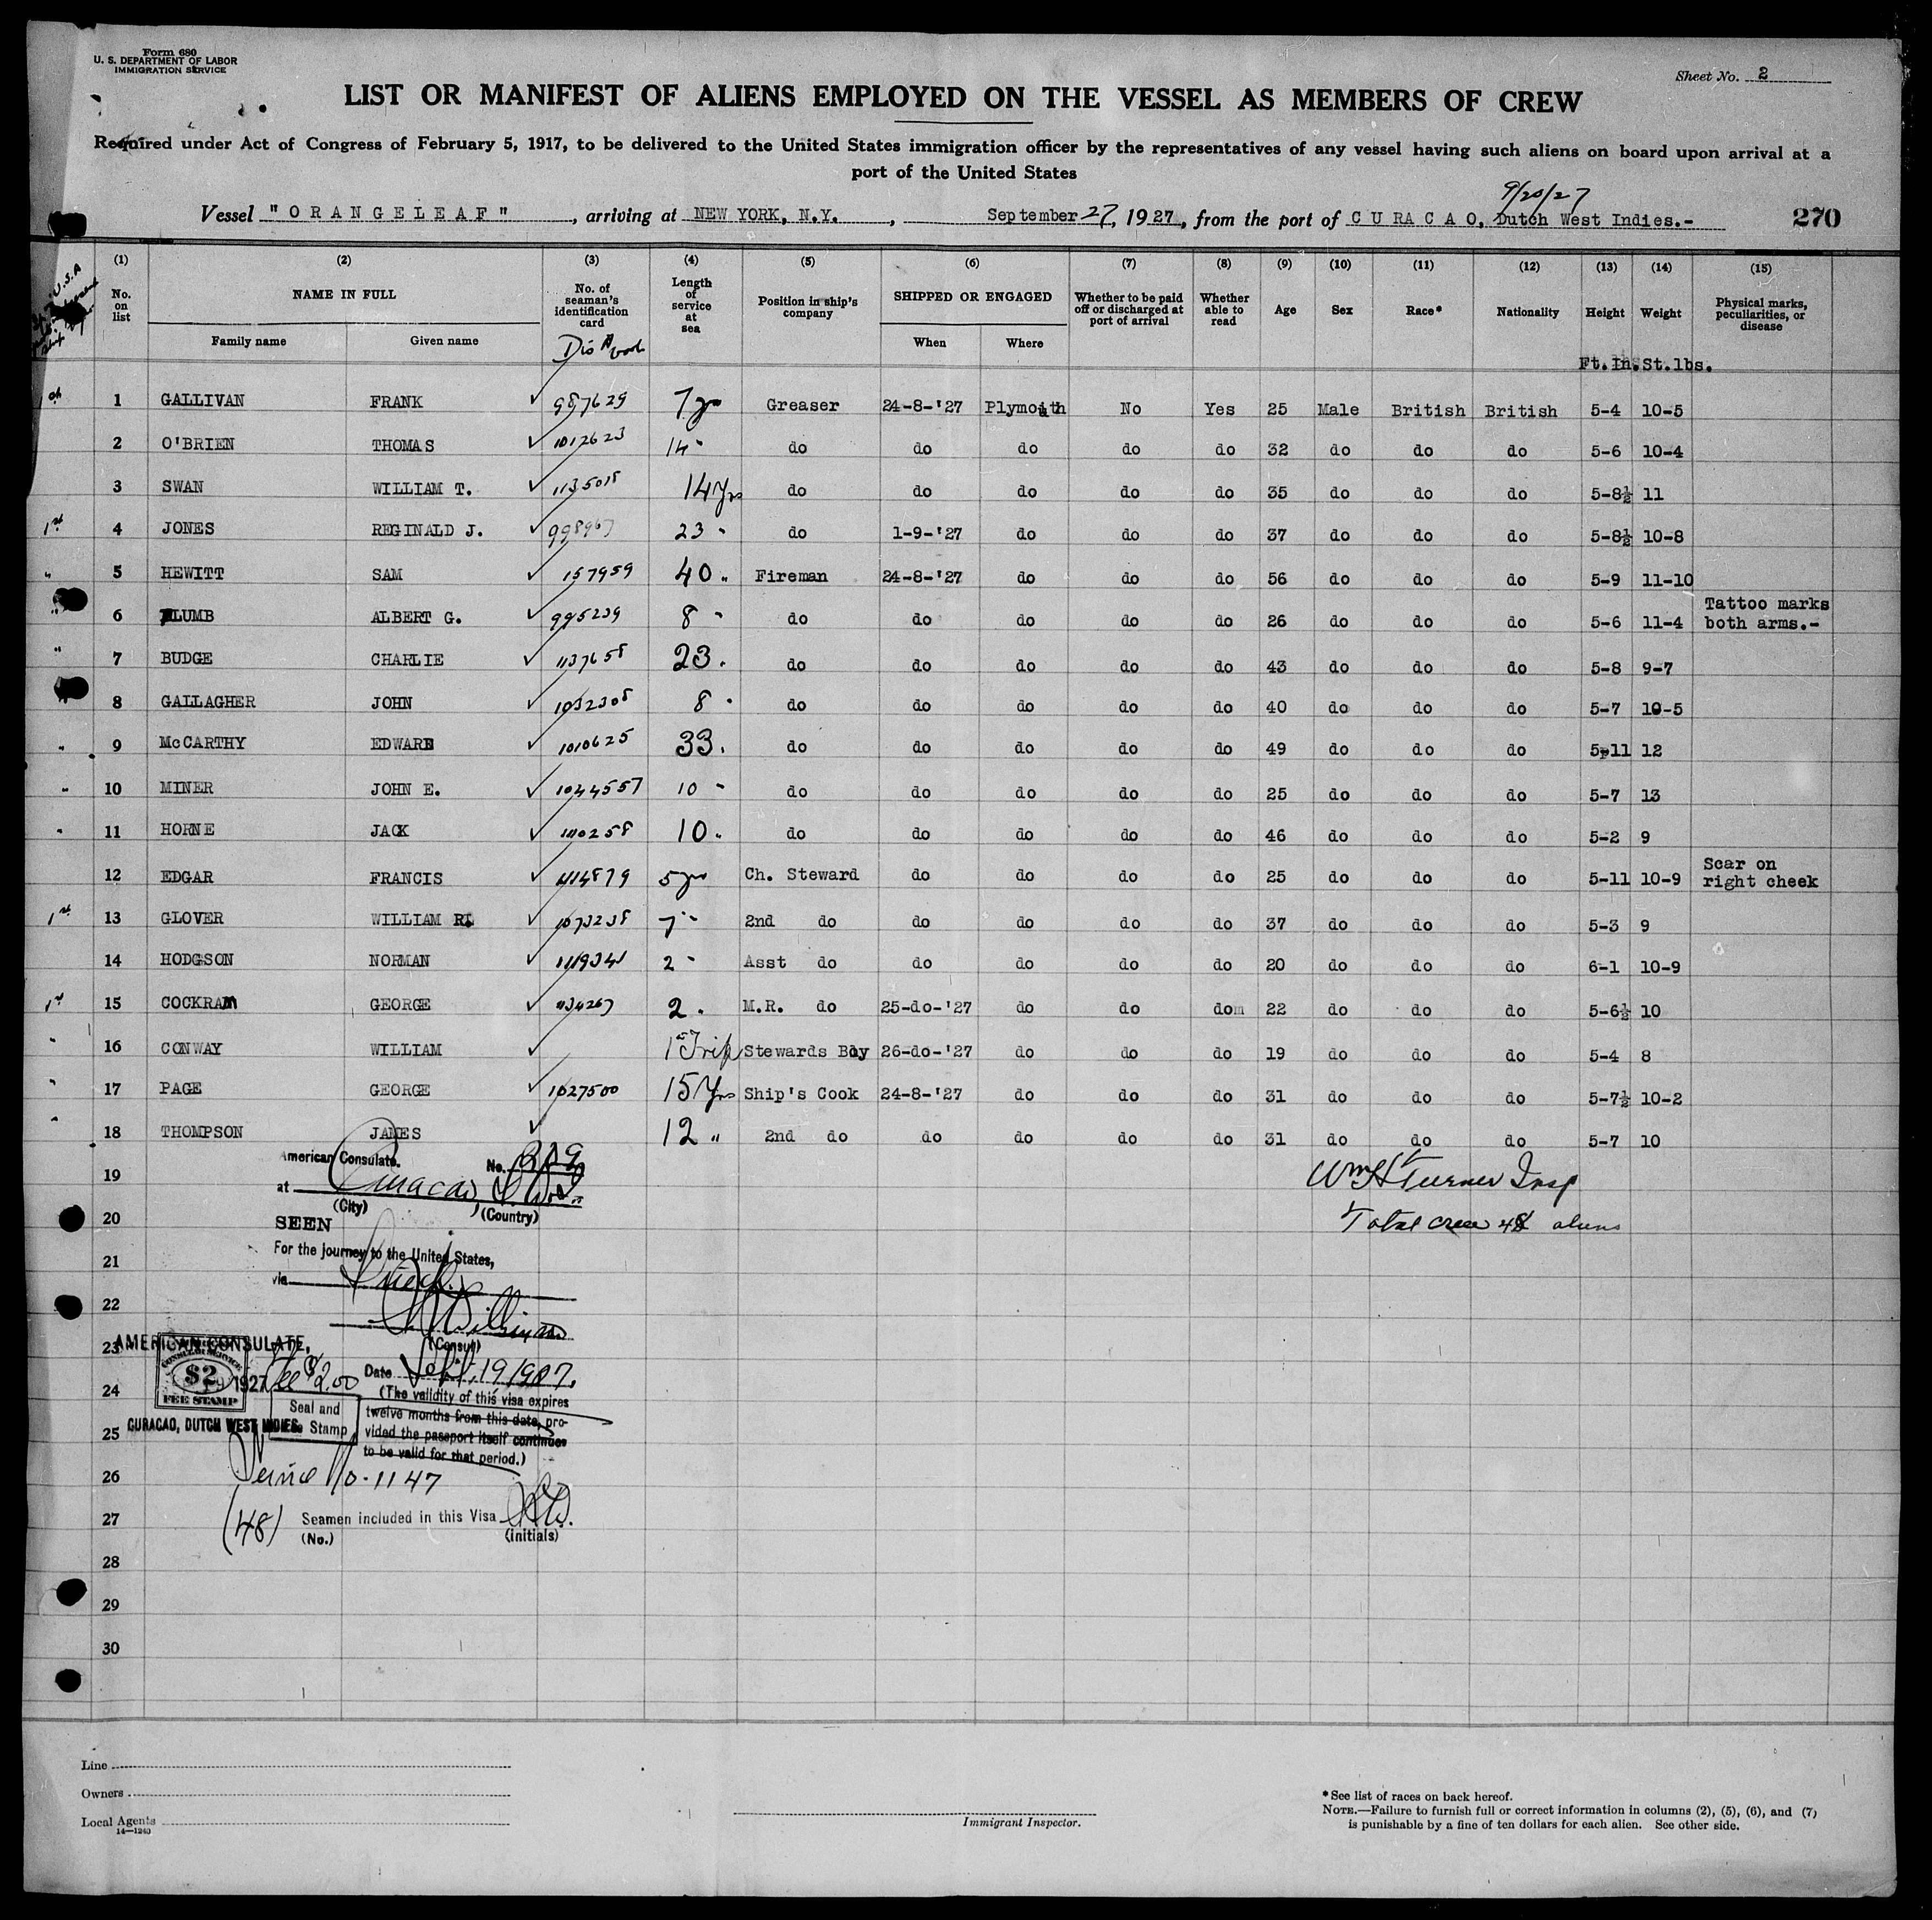 Form 680
U. S. DEPARTMENT OF LABOR
IMMIGRATION SERVICE
Sheet No. 2
LIST OR MANIFEST OF ALIENS EMPLOYED ON THE VESSEL AS MEMBERS OF CREW
Required under Act of Congress of February 5, 1917, to be delivered to the United States immigration officer by the representatives of any vessel having such aliens on board upon arrival at a
port of the United States
9/20/27
Vessel "ORANGELEAF", arriving at NEW YORK, N.Y., September 27, 1927, from the port of CURACAO, Dutch West Indies.- 270
(1) (2) (3) (4) (5) (6) (7) (8) (9) (10) (11) (12) (13) (14) (15)
No. on list NAME IN FULL No. of seaman's identification card Length of service at sea Position in ship's company SHIPPED OR ENGAGED Whether to be paid off or discharged at port of arrival Whether able to read Age Sex Race* Nationality Height Weight Physical marks, peculiarities, or disease
Family name Given name When Where
Ft.In. St.lbs.
1 GALLIVAN FRANK 987629 7 Greaser 24-8-'27 Plymouth No Yes 25 Male British British 5-4 10-5
2 O'BRIEN THOMAS 1012623 14 " do do do do do 32 do do do 5-6 10-4
3 SWAN WILLIAM T. 14 yrs do do do do do 35 do do do 5-8½ 11
1st 4 JONES REGINALD J. 998967 23 " do 1-9-'27 do do do 37 do do do 5-8½ 10-8
" 5 HEWITT SAM 157959 40 " Fireman 24-8-'27 do do do 56 do do do 5-9 11-10
6 PLUMB ALBERT G. 995239 8 " do do do do do 26 do do do 5-6 11-4 Tattoo marks both arms.-
" 7 BUDGE CHARLIE 1137658 23 " do do do do do 43 do do do 5-8 9-7
8 GALLAGHER JOHN 1032308 8 " do do do do do 40 do do do 5-7 10-5
" 9 McCARTHY EDWARD 1010625 33 " do do do do do 49 do do do 5-11 12
" 10 MINER JOHN E. 1044557 10 " do do do do do 25 do do do 5-7 13
" 11 HORNE JACK 1110258 10 " do do do do do 46 do do do 5-2 9
12 EDGAR FRANCIS 5 yrs Ch. Steward do do do do 25 do do do 5-11 10-9 Scar on right cheek
1st 13 GLOVER WILLIAM R. 1073238 7 " 2nd do do do do do 37 do do do 5-3 9
14 HODGSON NORMAN 2 " Asst do do do do do 20 do do do 6-1 10-9
1st 15 COCKRAM GEORGE 1134267 2 " M.R. do 25-do-'27 do do do 22 do do do 5-6½ 10
" 16 CONWAY WILLIAM 1st Trip Stewards Boy 26-do-'27 do do do 19 do do do 5-4 8
" 17 PAGE GEORGE 1027500 15 Yrs Ship's Cook 24-8-'27 do do do 31 do do do 5-7½ 10-2
" 18 THOMPSON JAMES 12 " 2nd do do do do do 31 do do do 5-7 10
19
20
21
22
23
24
25
26
27
28
29
30
Wm H Turner Insp
Total crew 48 aliens
American Consulate. No.
at Curacao D.W.I.
(City) (Country)
SEEN
For the journey to the United States,
via Direct
(Consul)
AMERICAN CONSULATE,
CONSULAR SERVICE
$2
FEE STAMP
1927
Fee $2.00
Date Sept. 19 1927.
(The validity of this visa expires
twelve months from this date, pro-
vided the passport itself continues
to be valid for that period.)
Seal and
Stamp
CURACAO, DUTCH WEST INDIES.
Service No. 1147
(48) Seamen included in this Visa
(No.) (initials)
Line
Owners
Local Agents
14—1243
Immigrant Inspector.
*See list of races on back hereof.
NOTE.—Failure to furnish full or correct information in columns (2), (5), (6), and (7)
is punishable by a fine of ten dollars for each alien. See other side.